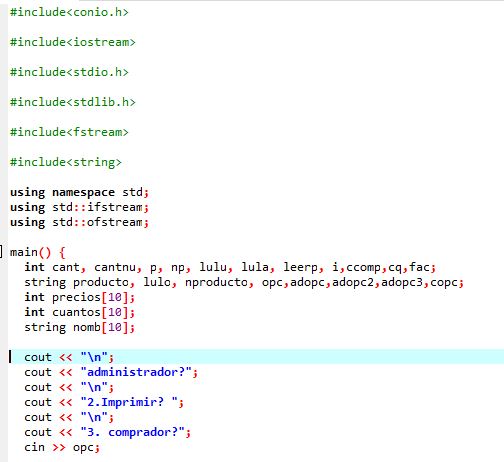 #include<conio.h>
#include<iostream>
#include<stdio.h>
#include<stdlib.h>
#include<fstream>
#include<string>
using namespace std;
using std::ifstream;
using std::ofstream;
main() {
int cant, cantnu, p, np, lulu, lula, leerp, i,ccomp,cq,fac;
string producto, lulo, nproducto, opc,adopc,adopc2,adopc3,copc;
int precios[10];
int cuantos[10];
string nomb[10];
cout << "\n";
cout << "administrador?";
cout << "\n";
cout << "2.Imprimir? ";
cout << "\n";
cout << "3. comprador?";
cin >> opc;